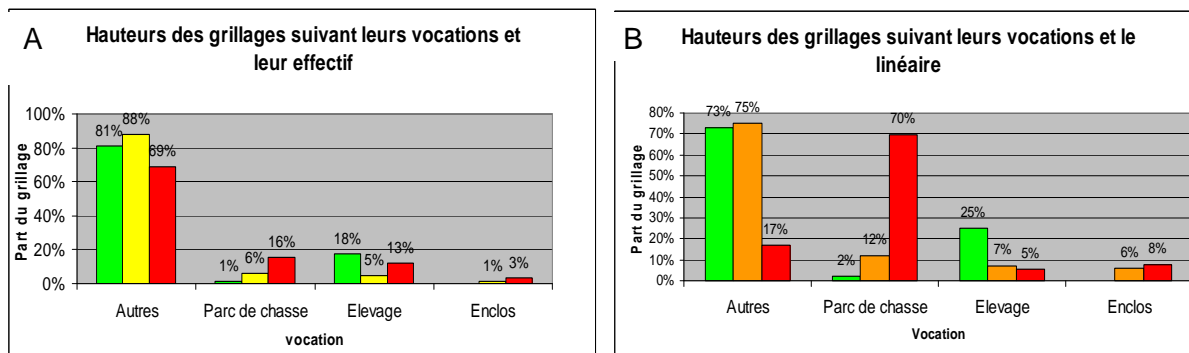 A
Hauteurs des grillages suivant leurs vocations et
leur effectif
Part du grillage
100%
80%
60%
40%
20%
0%
81%
88%
69%
1%
6%
16%
18%
5%
13%
1%
3%
Autres
Parc de chasse
Elevage
Enclos
vocation
B
Hauteurs des grillages suivant leurs vocations et le
linéaire
Part du grillage
80%
70%
60%
50%
40%
30%
20%
10%
0%
73%
75%
17%
2%
12%
70%
25%
7%
5%
6%
8%
Autres
Parc de chasse
Elevage
Enclos
Vocation